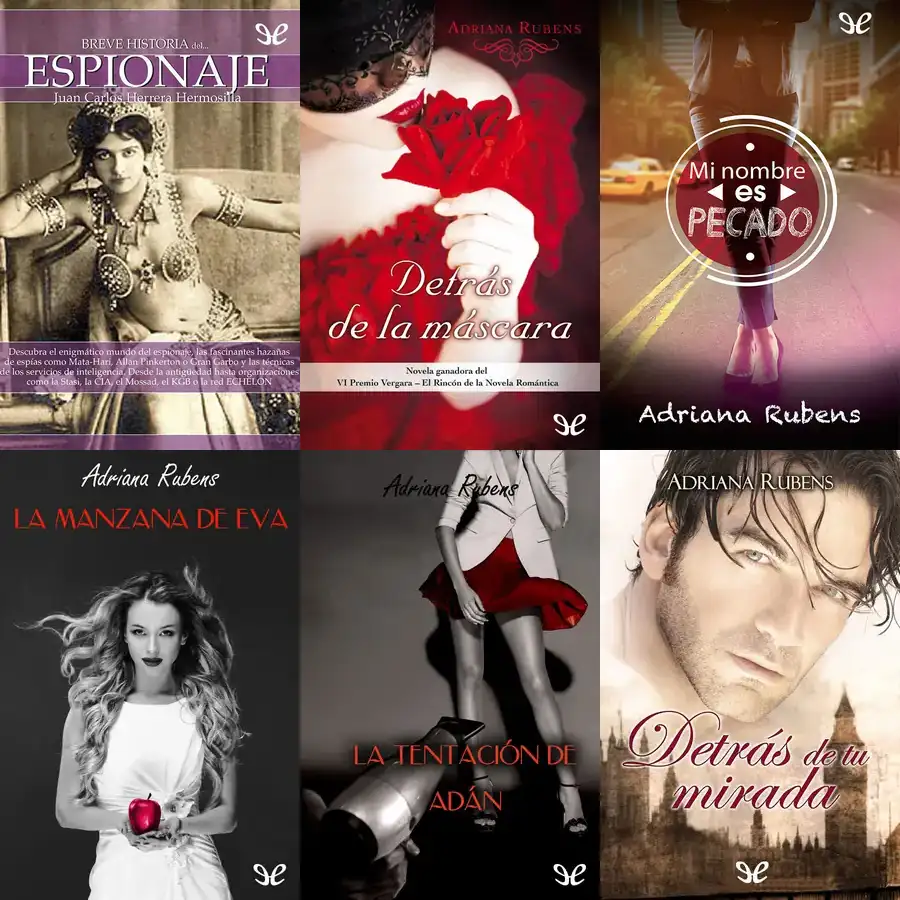 BREVE HISTORIA del...
ESPIONAJE
Juan Carlos Herrera Hermosilla
Descubra el enigmático mundo del espionaje, las fascinantes hazañas
de espías como Mata-Hari, Allan Pinkerton o Gran Garbo y las técnicas
de los servicios de inteligencia. Desde la antigüedad hasta organizaciones
como la Stasi, la CIA, el Mossad, el KGB o la red ECHELON
ADRIANA RUBENS
Detrás
de la máscara
Novela ganadora del
VI Premio Vergara – El Rincón de la Novela Romántica
Mi nombre
es
PECADO
Adriana Rubens
Adriana Rubens
LA MANZANA DE EVA
Adriana Rubens
LA TENTACIÓN DE
ADÁN
ADRIANA RUBENS
Detrás de tu
mirada